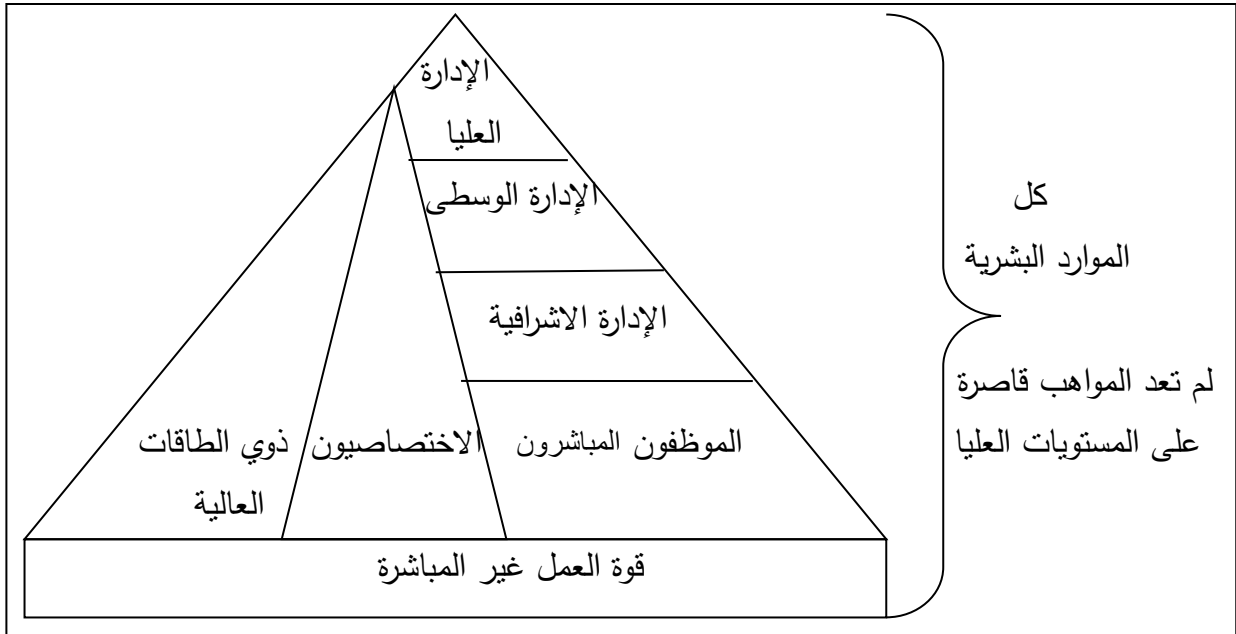 الإدارة
العليا
الإدارة الوسطى
الإدارة الاشرافية
الموظفون المباشرون
الاختصاصيون
ذوي الطاقات
العالية
قوة العمل غير المباشرة
كل
الموارد البشرية
لم تعد المواهب قاصرة
على المستويات العليا